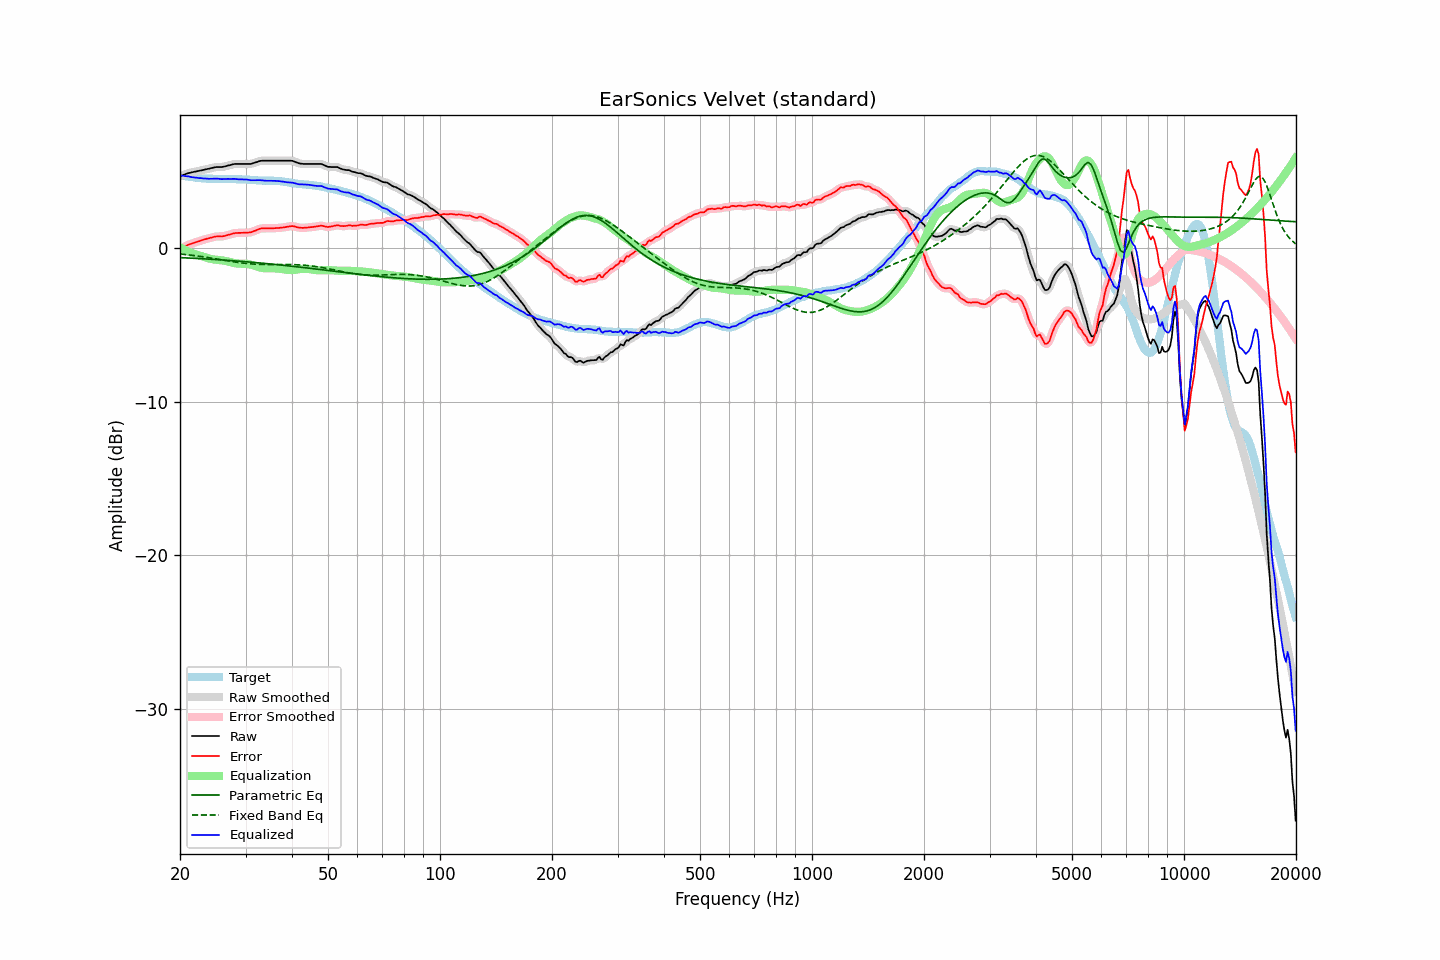 EarSonics Velvet (standard)
Amplitude (dBr)
0
−10
−20
−30
Target
Raw Smoothed
Error Smoothed
Raw
Error
Equalization
Parametric Eq
Fixed Band Eq
Equalized
20 50 100 200 500 1000 2000 5000 10000 20000
Frequency (Hz)